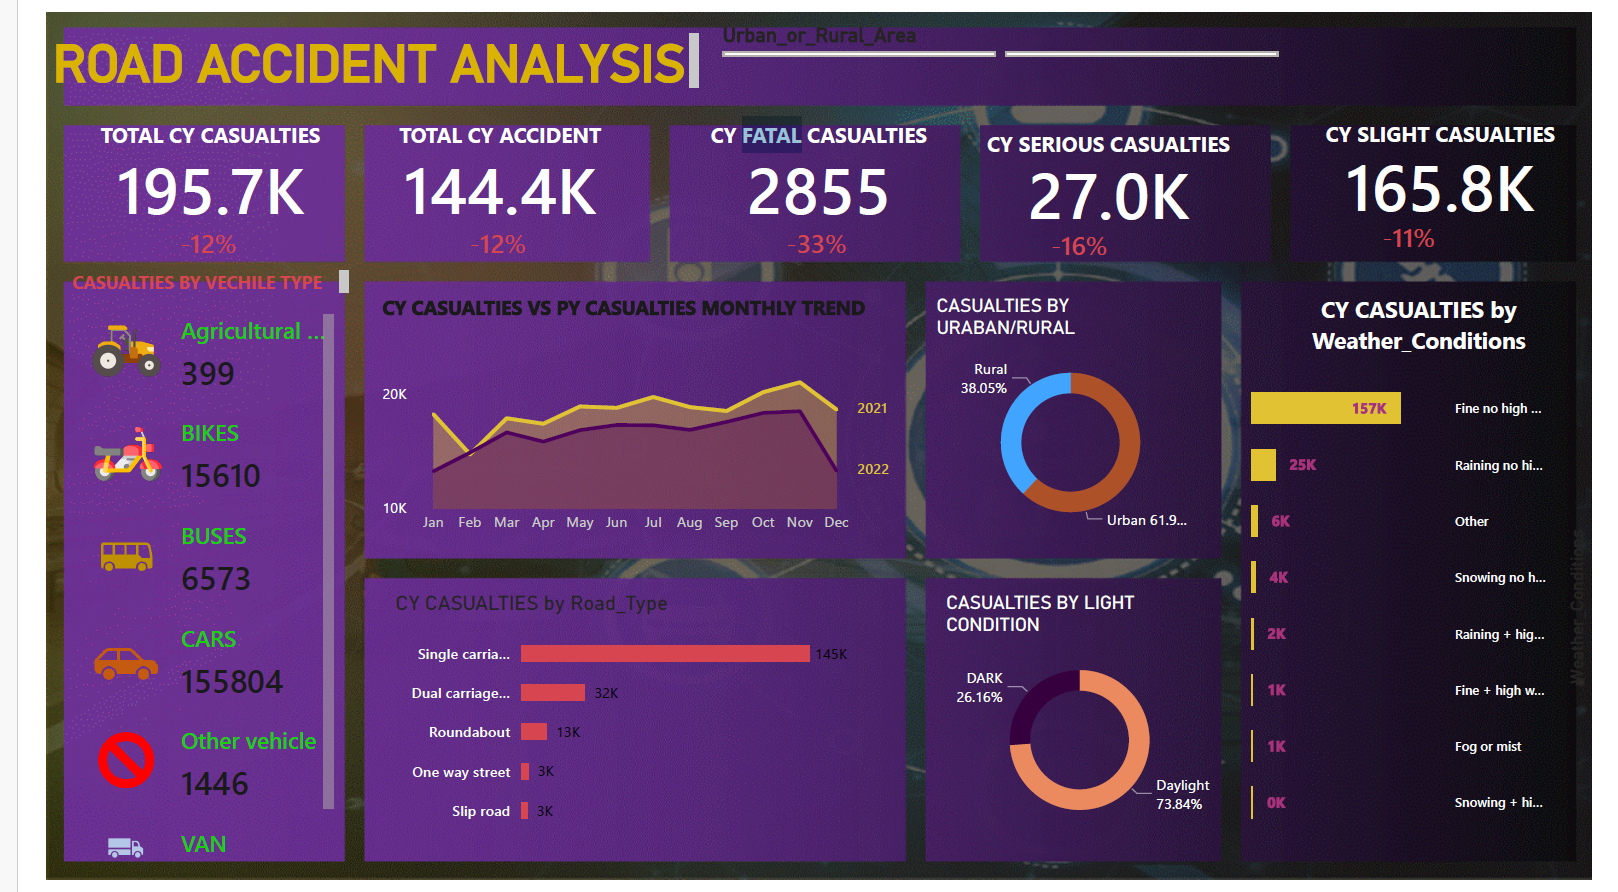 ROAD ACCIDENT ANALYSIS
Urban_or_Rural_Area
TOTAL CY CASUALTIES
195.7K
-12%
TOTAL CY ACCIDENT
144.4K
-12%
CY FATAL CASUALTIES
2855
-33%
CY SERIOUS CASUALTIES
27.0K
-16%
CY SLIGHT CASUALTIES
165.8K
-11%
CASUALTIES BY VECHILE TYPE
Agricultural ...
399
BIKES
15610
BUSES
6573
CARS
155804
Other vehicle
1446
VAN
CY CASUALTIES VS PY CASUALTIES MONTHLY TREND
20K
10K
2021
2022
Jan Feb Mar Apr May Jun Jul Aug Sep Oct Nov Dec
CY CASUALTIES by Road_Type
Single carria... 145K
Dual carriage... 32K
Roundabout 13K
One way street 3K
Slip road 3K
CASUALTIES BY
URABAN/RURAL
Rural
38.05%
Urban 61.9...
CASUALTIES BY LIGHT
CONDITION
DARK
26.16%
Daylight
73.84%
CY CASUALTIES by
Weather_Conditions
157K Fine no high ...
25K Raining no hi...
6K Other
4K Snowing no h...
2K Raining + hig...
1K Fine + high w...
1K Fog or mist
0K Snowing + hi...
Weather_Conditions